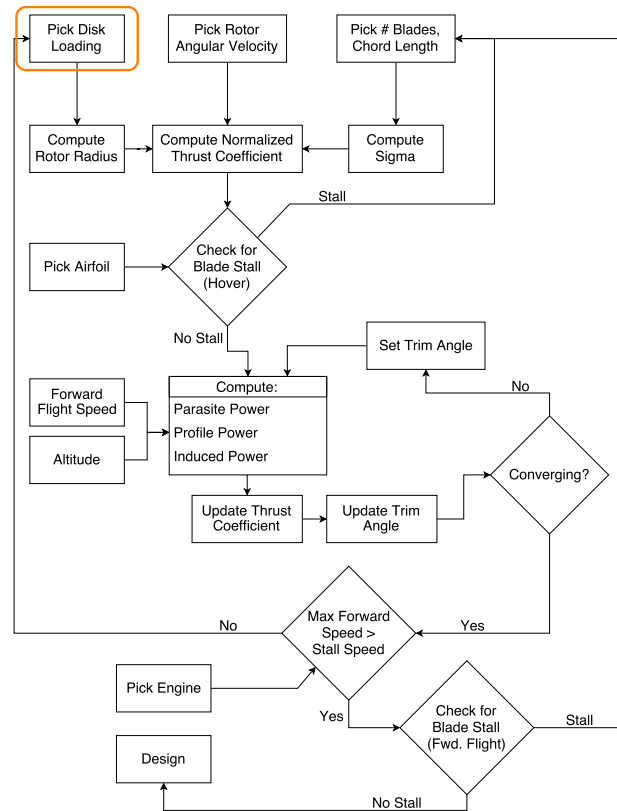 Pick Disk
Loading
Pick Rotor
Angular Velocity
Pick # Blades,
Chord Length
Compute
Rotor Radius
Compute Normalized
Thrust Coefficient
Compute
Sigma
Stall
Check for
Blade Stall
(Hover)
Pick Airfoil
No Stall
Set Trim Angle
Compute:
Parasite Power
Profile Power
Induced Power
Forward
Flight Speed
Altitude
No
Converging?
Update Thrust
Coefficient
Update Trim
Angle
Max Forward
Speed >
Stall Speed
No
Yes
Pick Engine
Yes
Check for
Blade Stall
(Fwd. Flight)
Stall
Design
No Stall